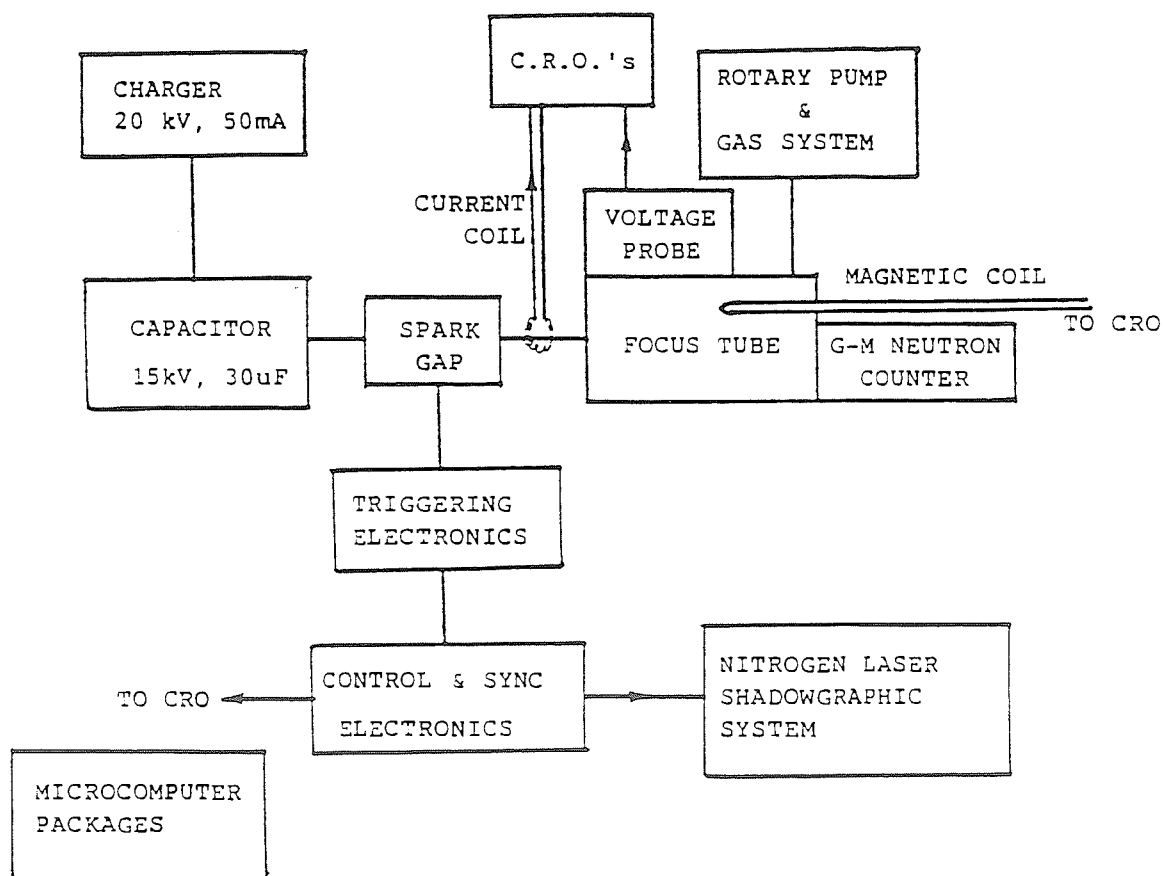 CHARGER
20 kV, 50mA
C.R.O.'s
ROTARY PUMP
&
GAS SYSTEM
CURRENT
COIL
VOLTAGE
PROBE
MAGNETIC COIL
TO CRO
CAPACITOR
15kV, 30uF
SPARK
GAP
FOCUS TUBE
G-M NEUTRON
COUNTER
TRIGGERING
ELECTRONICS
TO CRO
CONTROL & SYNC
ELECTRONICS
NITROGEN LASER
SHADOWGRAPHIC
SYSTEM
MICROCOMPUTER
PACKAGES